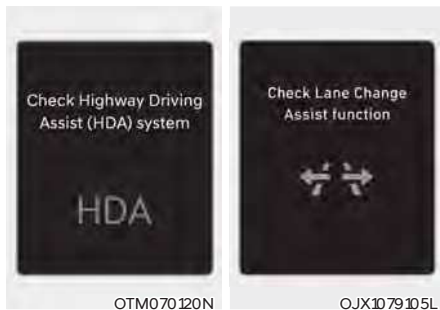 Check Highway Driving
Assist (HDA) system
HDA
OTM070120N
Check Lane Change
Assist function
OJX1079105L